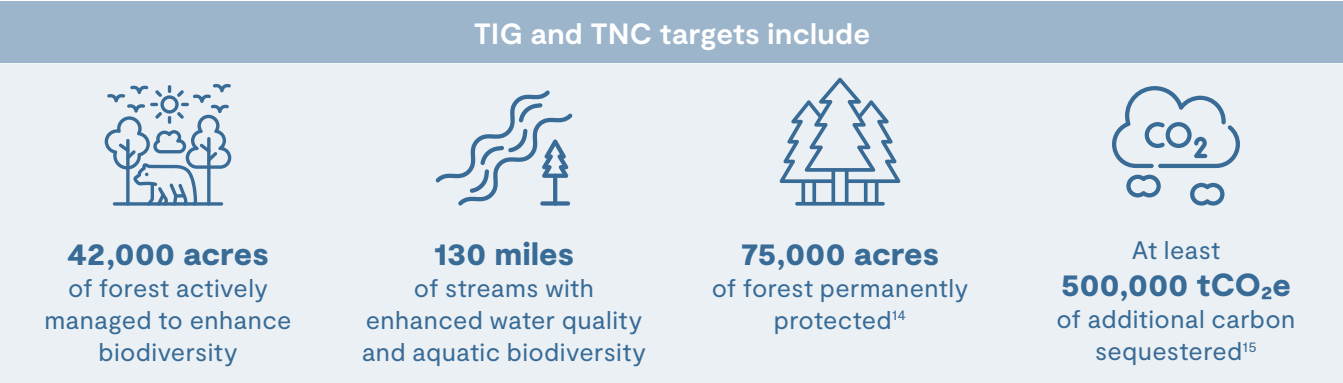 TIG and TNC targets include
42,000 acres
of forest actively
managed to enhance
biodiversity
130 miles
of streams with
enhanced water quality
and aquatic biodiversity
75,000 acres
of forest permanently
protected¹⁴
CO₂
At least
500,000 tCO₂e
of additional carbon
sequestered¹⁵